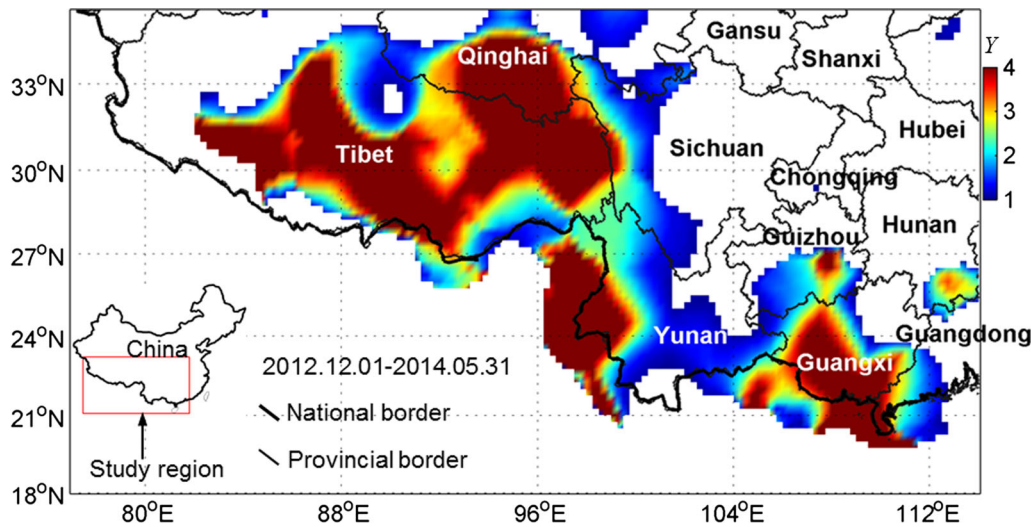 Gansu
Y
Qinghai
Shanxi
4
33°N
3
Hubei
Tibet
Sichuan
2
30°N
Chongqing
1
Hunan
Guizhou
27°N
24°N
China
Yunan
Guangdong
2012.12.01-2014.05.31
Guangxi
National border
21°N
Study region
Provincial border
18°N
80°E
88°E
96°E
104°E
112°E